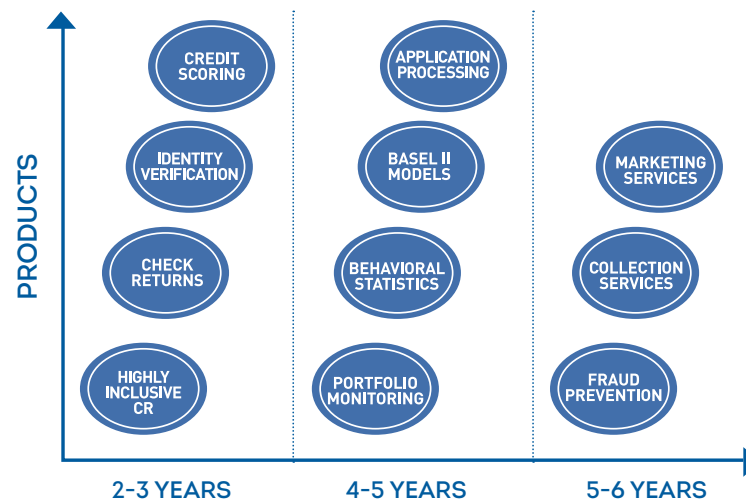 PRODUCTS
CREDIT
SCORING
IDENTITY
VERIFICATION
CHECK
RETURNS
HIGHLY
INCLUSIVE
CR
APPLICATION
PROCESSING
BASEL II
MODELS
BEHAVIORAL
STATISTICS
PORTFOLIO
MONITORING
MARKETING
SERVICES
COLLECTION
SERVICES
FRAUD
PREVENTION
2-3 YEARS
4-5 YEARS
5-6 YEARS